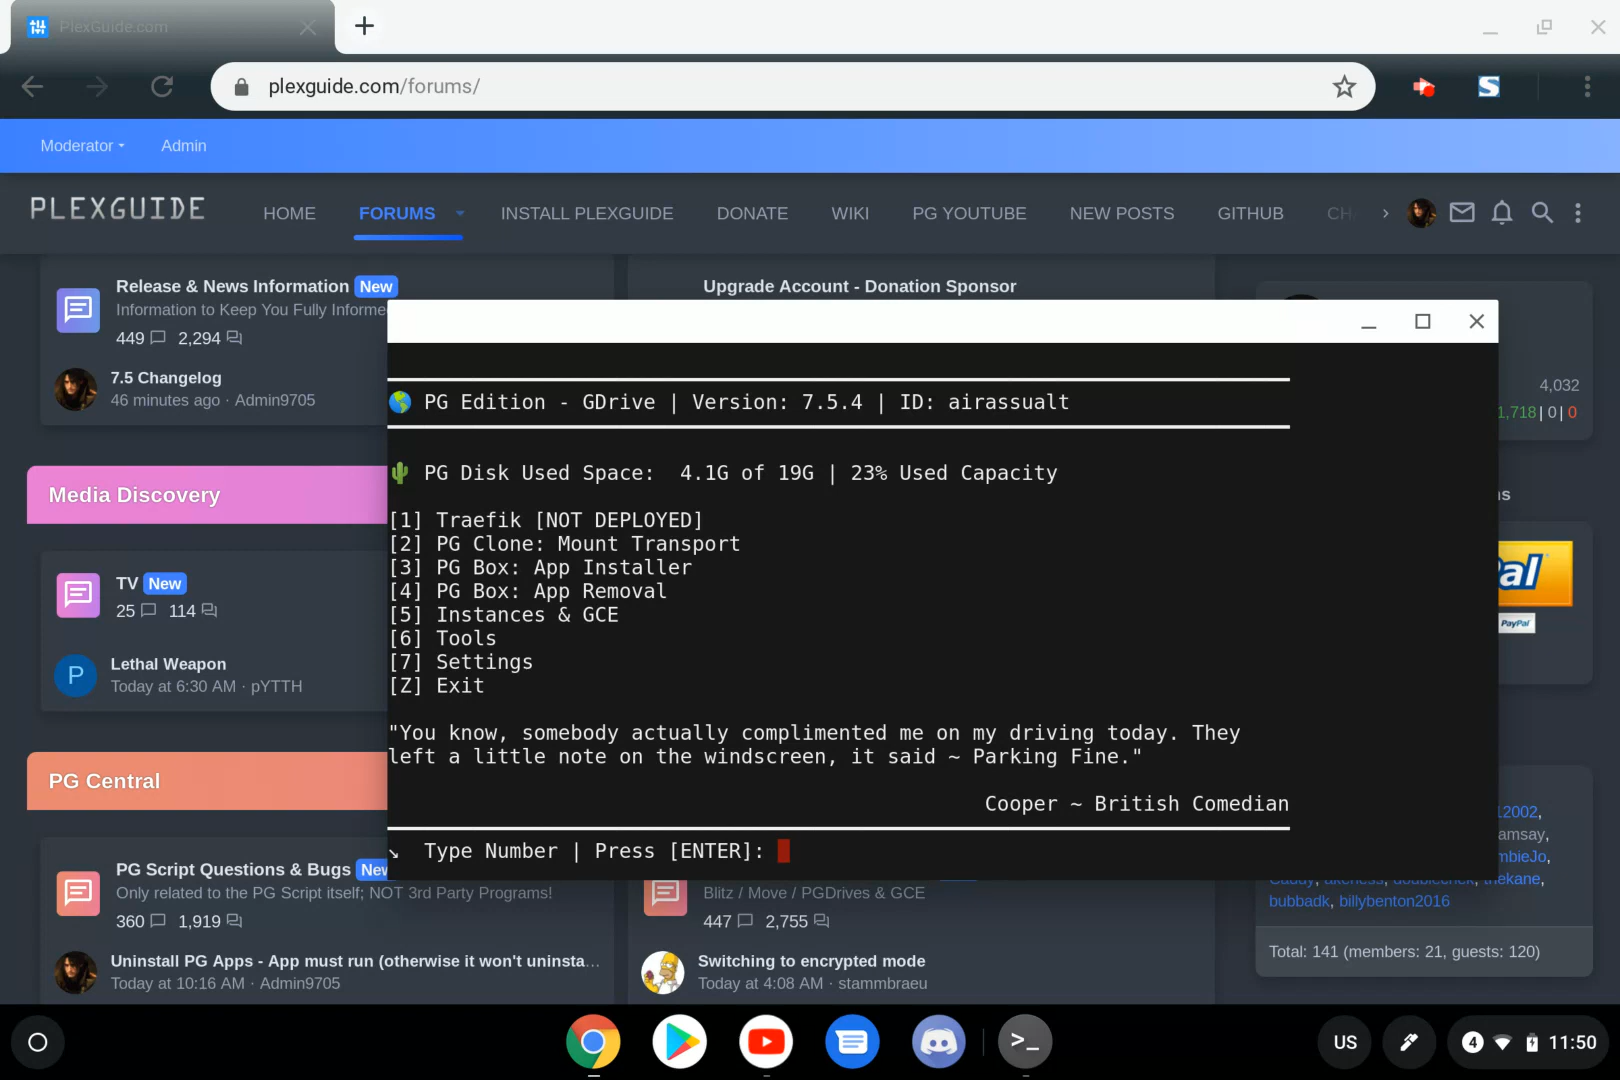 PlexGuide.com
plexguide.com/forums/
Moderator
Admin
PLEXGUIDE
HOME
FORUMS
INSTALL PLEXGUIDE
DONATE
WIKI
PG YOUTUBE
NEW POSTS
GITHUB
Release & News Information New
Information to Keep You Fully Informe
449 2,294
7.5 Changelog
46 minutes ago · Admin9705
Upgrade Account - Donation Sponsor
4,032
1,718 | 0 | 0
Media Discovery
TV New
25 114
Lethal Weapon
P
Today at 6:30 AM · pYTTH
PG Central
PG Script Questions & Bugs New
Only related to the PG Script itself; NOT 3rd Party Programs!
360 1,919
Uninstall PG Apps - App must run (otherwise it won't uninsta...
Today at 10:16 AM · Admin9705
PG Edition - GDrive | Version: 7.5.4 | ID: airassualt
PG Disk Used Space: 4.1G of 19G | 23% Used Capacity
[1] Traefik [NOT DEPLOYED]
[2] PG Clone: Mount Transport
[3] PG Box: App Installer
[4] PG Box: App Removal
[5] Instances & GCE
[6] Tools
[7] Settings
[Z] Exit
"You know, somebody actually complimented me on my driving today. They
left a little note on the windscreen, it said ~ Parking Fine."
Cooper ~ British Comedian
Type Number | Press [ENTER]:
Blitz / Move / PGDrives & GCE
447 2,755
Switching to encrypted mode
Today at 4:08 AM · stammbraeu
PayPal
12002,
amsay,
mbieJo,
thekane,
bubbadk, billybenton2016
Total: 141 (members: 21, guests: 120)
US
4
11:50